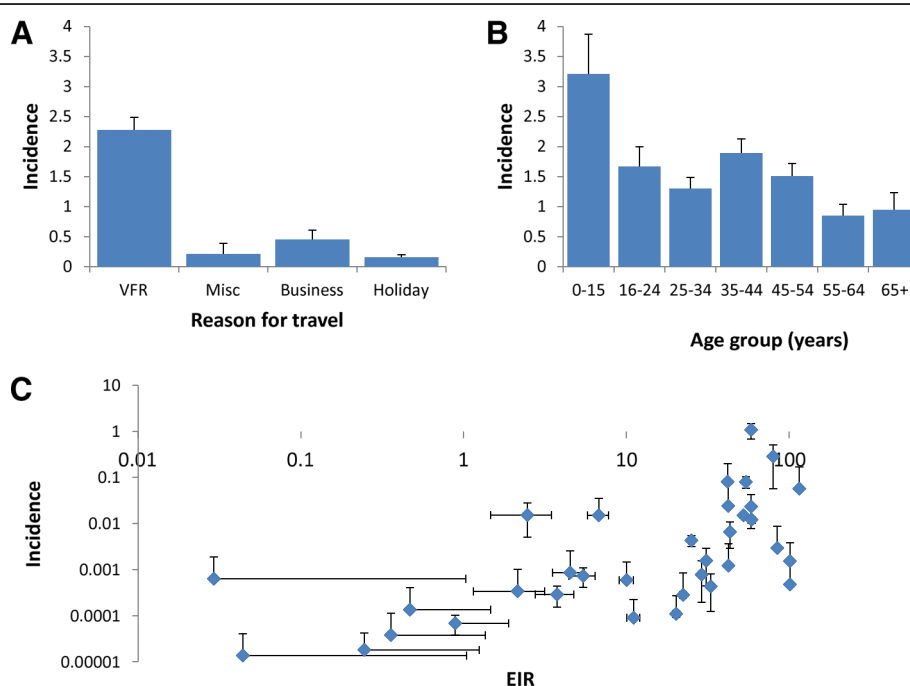 A
4
3.5
3
2.5
2
1.5
1
0.5
0
Incidence
VFR Misc Business Holiday
Reason for travel
B
4
3.5
3
2.5
2
1.5
1
0.5
0
Incidence
0-15 16-24 25-34 35-44 45-54 55-64 65+
Age group (years)
C
10
1
0.1
0.01
0.001
0.0001
0.00001
Incidence
0.01 0.1 1 10 100
EIR